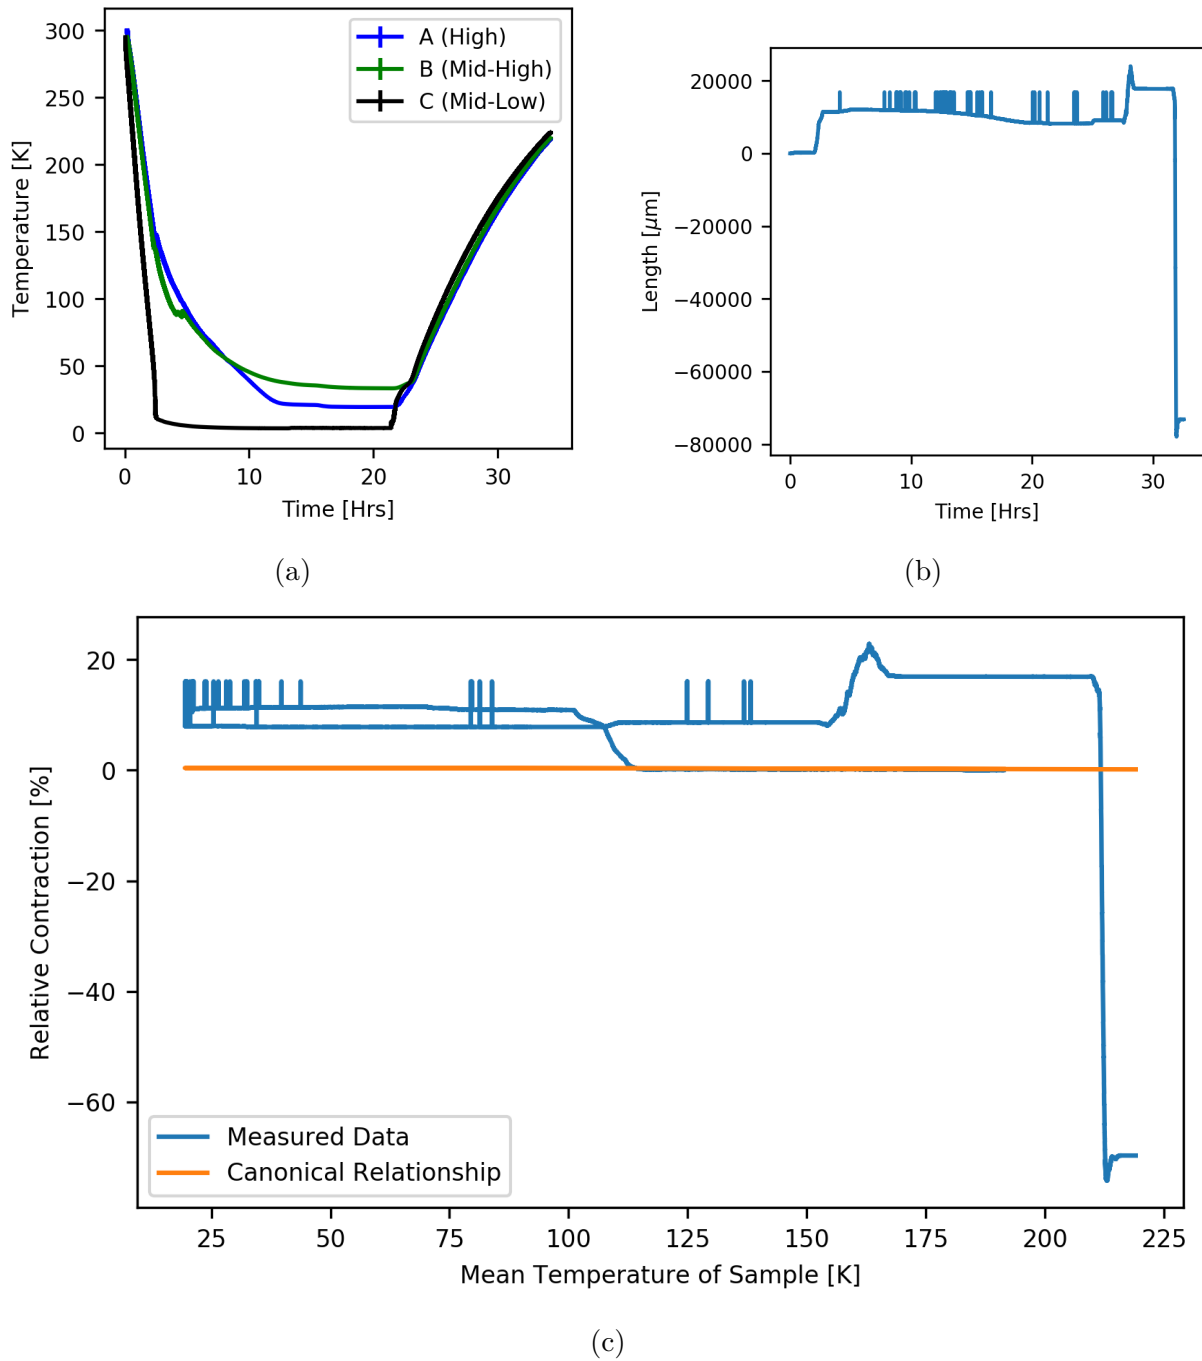 300
250
200
150
100
50
0
Temperature [K]
A (High)
B (Mid-High)
C (Mid-Low)
0
10
20
30
Time [Hrs]
(a)
20000
0
−20000
−40000
−60000
−80000
Length [μm]
0
10
20
30
Time [Hrs]
(b)
20
0
−20
−40
−60
Relative Contraction [%]
Measured Data
Canonical Relationship
25
50
75
100
125
150
175
200
225
Mean Temperature of Sample [K]
(c)